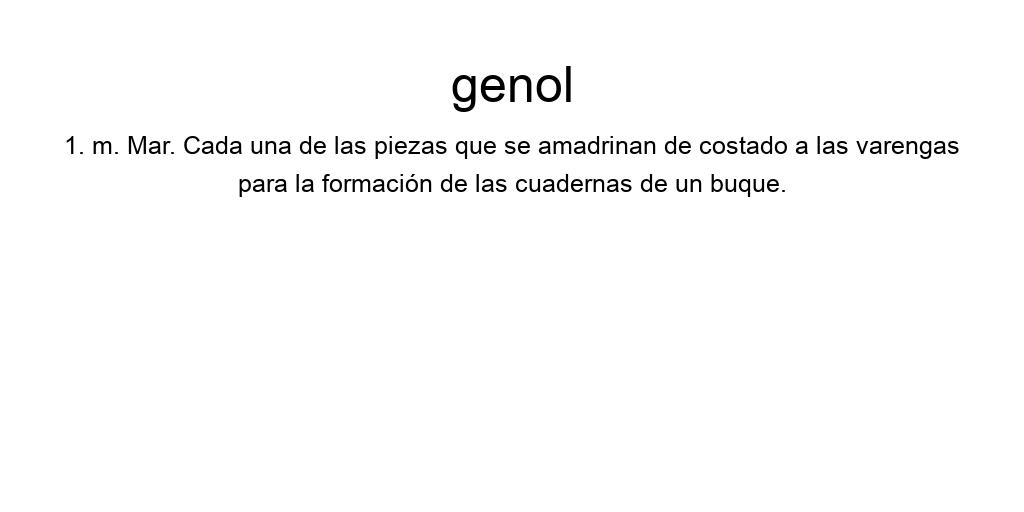 genol
1. m. Mar. Cada una de las piezas que se amadrinan de costado a las varengas
para la formación de las cuadernas de un buque.